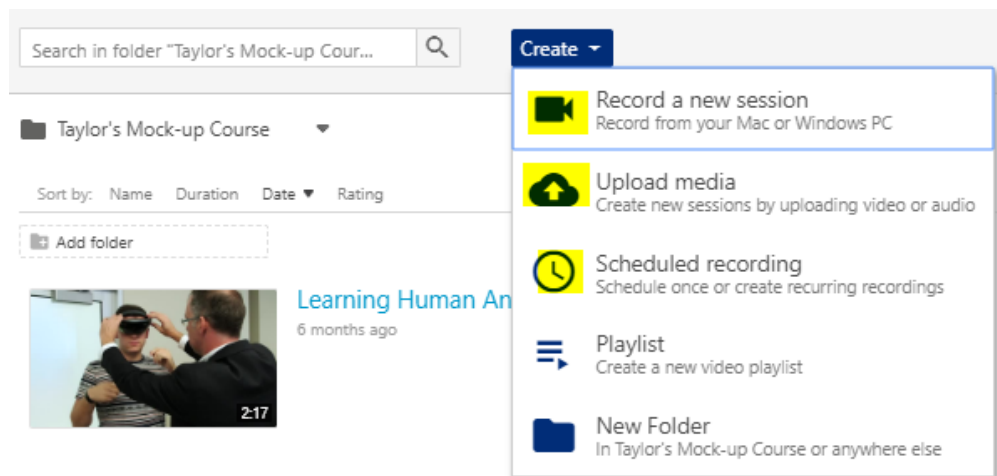 Search in folder "Taylor's Mock-up Cour...
Create
Taylor's Mock-up Course
Sort by: Name Duration Date Rating
Add folder
Learning Human An
6 months ago
2:17
Record a new session
Record from your Mac or Windows PC
Upload media
Create new sessions by uploading video or audio
Scheduled recording
Schedule once or create recurring recordings
Playlist
Create a new video playlist
New Folder
In Taylor's Mock-up Course or anywhere else